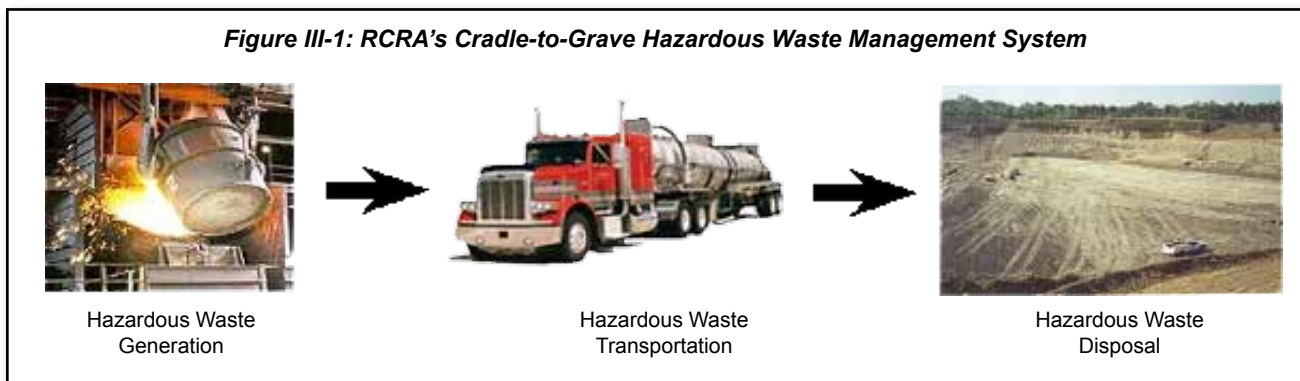 Figure III-1: RCRA's Cradle-to-Grave Hazardous Waste Management System
Hazardous Waste
Generation
Hazardous Waste
Transportation
Hazardous Waste
Disposal